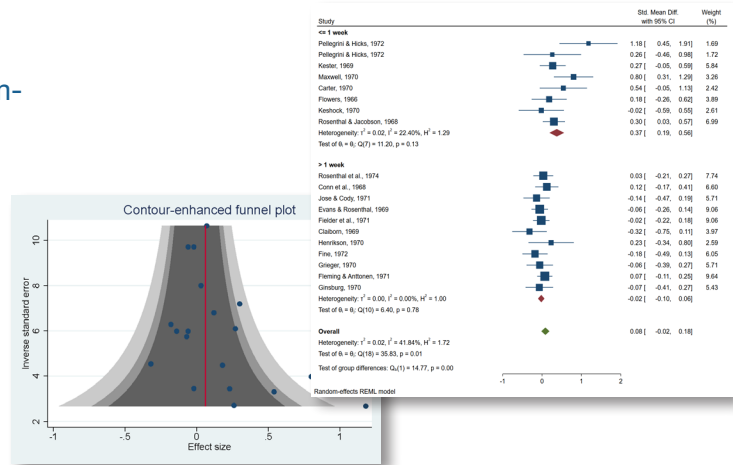 n-
Std. Mean Diff. Weight
Study with 95% CI (%)
<= 1 week
Pellegrini & Hicks, 1972 1.18 [ 0.45, 1.91] 1.69
Pellegrini & Hicks, 1972 0.26 [ -0.46, 0.98] 1.72
Kester, 1969 0.27 [ -0.05, 0.59] 5.84
Maxwell, 1970 0.80 [ 0.31, 1.29] 3.26
Carter, 1970 0.54 [ -0.05, 1.13] 2.42
Flowers, 1966 0.18 [ -0.26, 0.62] 3.89
Keshock, 1970 -0.02 [ -0.59, 0.55] 2.61
Rosenthal & Jacobson, 1968 0.30 [ 0.03, 0.57] 6.99
Heterogeneity: τ² = 0.02, I² = 22.40%, H² = 1.29 0.37 [ 0.19, 0.56]
Test of θᵢ = θⱼ: Q(7) = 11.20, p = 0.13
> 1 week
Rosenthal et al., 1974 0.03 [ -0.21, 0.27] 7.74
Conn et al., 1968 0.12 [ -0.17, 0.41] 6.60
Jose & Cody, 1971 -0.14 [ -0.47, 0.19] 5.71
Evans & Rosenthal, 1969 -0.06 [ -0.26, 0.14] 9.06
Fielder et al., 1971 -0.02 [ -0.22, 0.18] 9.06
Claiborn, 1969 -0.32 [ -0.75, 0.11] 3.97
Henrikson, 1970 0.23 [ -0.34, 0.80] 2.59
Fine, 1972 -0.18 [ -0.49, 0.13] 6.05
Grieger, 1970 -0.06 [ -0.39, 0.27] 5.71
Fleming & Anttonen, 1971 0.07 [ -0.11, 0.25] 9.64
Ginsburg, 1970 -0.07 [ -0.41, 0.27] 5.43
Heterogeneity: τ² = 0.00, I² = 0.00%, H² = 1.00 -0.02 [ -0.10, 0.06]
Test of θᵢ = θⱼ: Q(10) = 6.40, p = 0.78
Overall 0.08 [ -0.02, 0.18]
Heterogeneity: τ² = 0.02, I² = 41.84%, H² = 1.72
Test of θᵢ = θⱼ: Q(18) = 35.83, p = 0.01
Test of group differences: Q_b(1) = 14.77, p = 0.00
-1 0 1 2
Random-effects REML model
Contour-enhanced funnel plot
Inverse standard error
10
8
6
4
2
-1 -.5 0 .5 1
Effect size